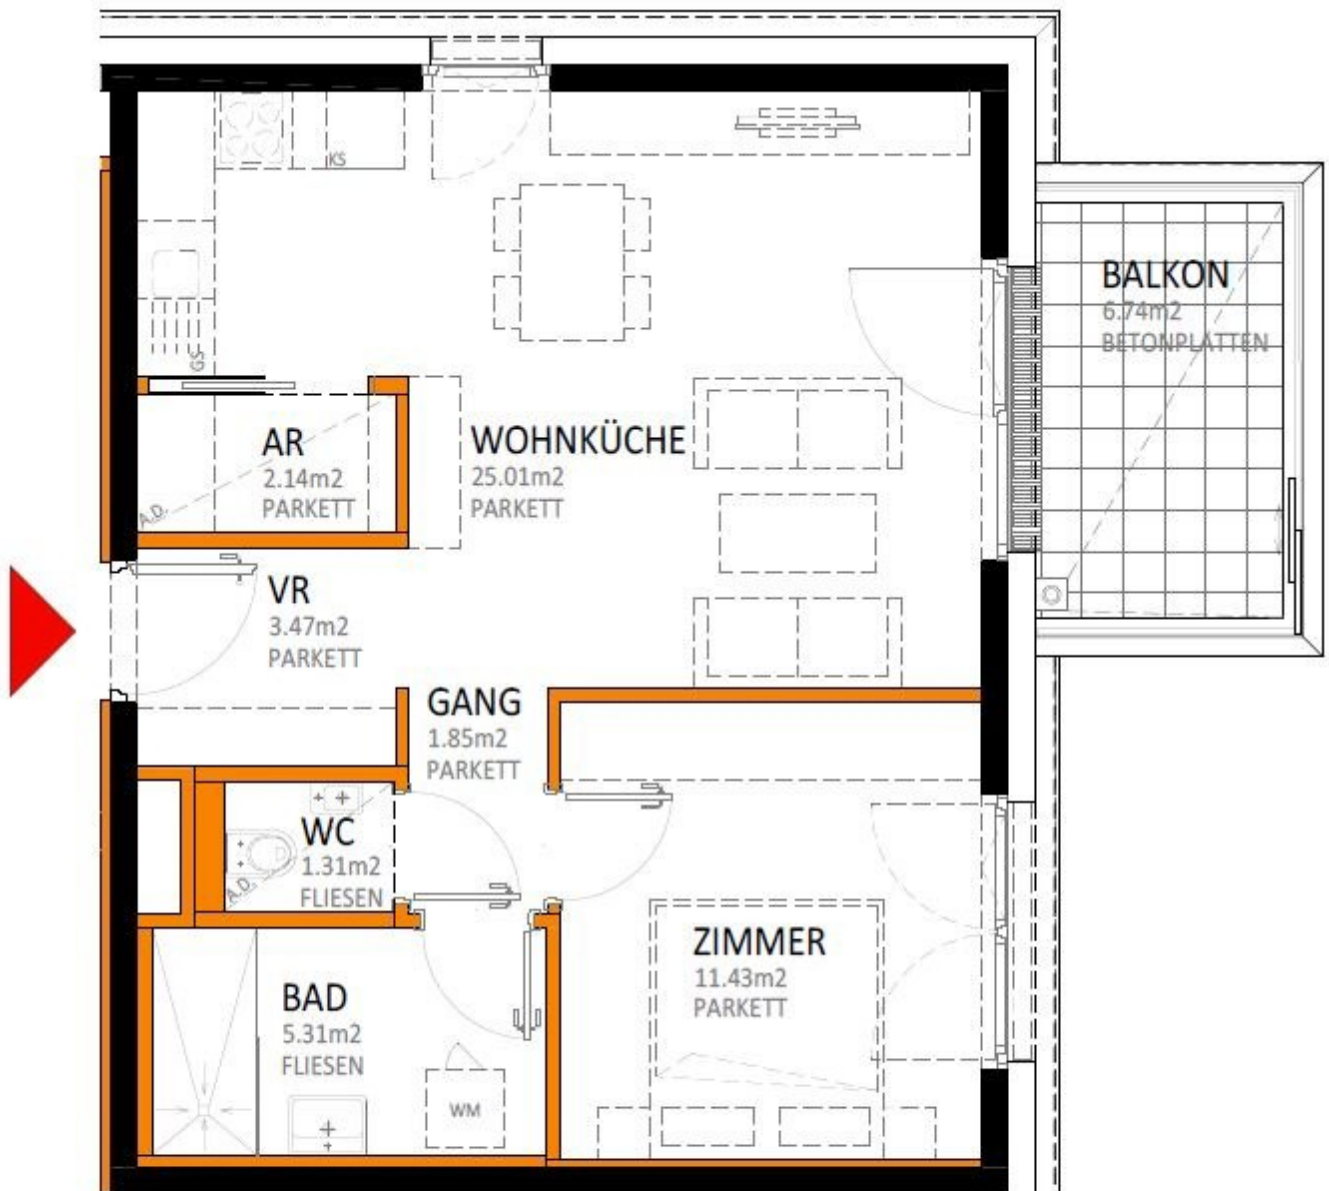 KS
GS
BALKON
6.74m2
BETONPLATTEN
AR
2.14m2
PARKETT
A.D.
WOHNKÜCHE
25.01m2
PARKETT
VR
3.47m2
PARKETT
GANG
1.85m2
PARKETT
WC
1.31m2
FLIESEN
A.D.
ZIMMER
11.43m2
PARKETT
BAD
5.31m2
FLIESEN
WM